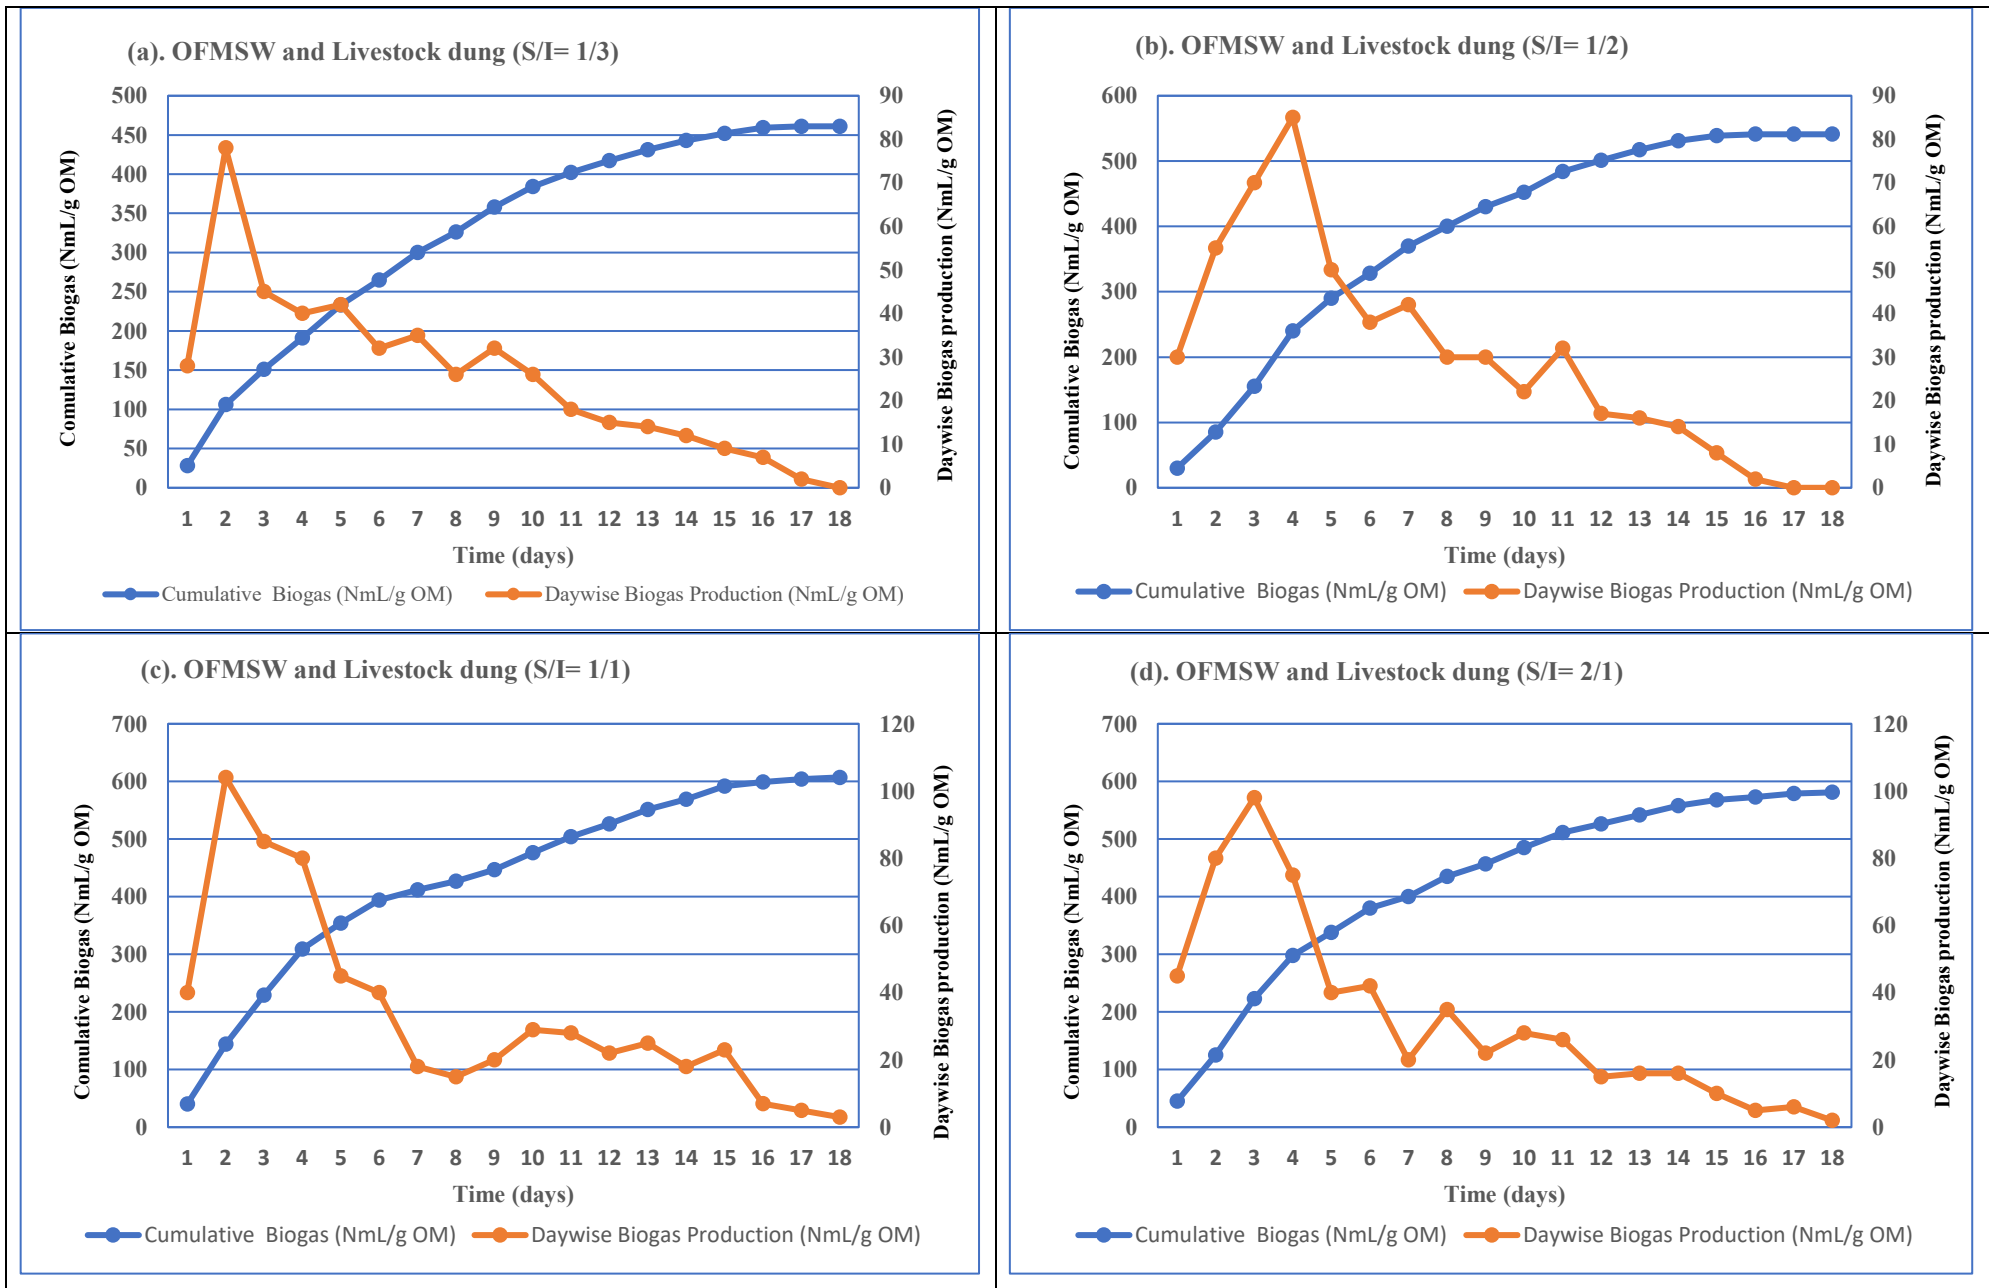 (a). OFMSW and Livestock dung (S/I= 1/3)
Comulative Biogas (NmL/g OM)
500
450
400
350
300
250
200
150
100
50
0
90
80
70
60
50
40
30
20
10
0
Daywise Biogas production (NmL/g OM)
1 2 3 4 5 6 7 8 9 10 11 12 13 14 15 16 17 18
Time (days)
Cumulative Biogas (NmL/g OM) Daywise Biogas Production (NmL/g OM)
(b). OFMSW and Livestock dung (S/I= 1/2)
Comulative Biogas (NmL/g OM)
600
500
400
300
200
100
0
90
80
70
60
50
40
30
20
10
0
Daywise Biogas production (NmL/g OM)
1 2 3 4 5 6 7 8 9 10 11 12 13 14 15 16 17 18
Time (days)
Cumulative Biogas (NmL/g OM) Daywise Biogas Production (NmL/g OM)
(c). OFMSW and Livestock dung (S/I= 1/1)
Comulative Biogas (NmL/g OM)
700
600
500
400
300
200
100
0
120
100
80
60
40
20
0
Daywise Biogas production (NmL/g OM)
1 2 3 4 5 6 7 8 9 10 11 12 13 14 15 16 17 18
Time (days)
Cumulative Biogas (NmL/g OM) Daywise Biogas Production (NmL/g OM)
(d). OFMSW and Livestock dung (S/I= 2/1)
Comulative Biogas (NmL/g OM)
700
600
500
400
300
200
100
0
120
100
80
60
40
20
0
Daywise Biogas production (NmL/g OM)
1 2 3 4 5 6 7 8 9 10 11 12 13 14 15 16 17 18
Time (days)
Cumulative Biogas (NmL/g OM) Daywise Biogas Production (NmL/g OM)